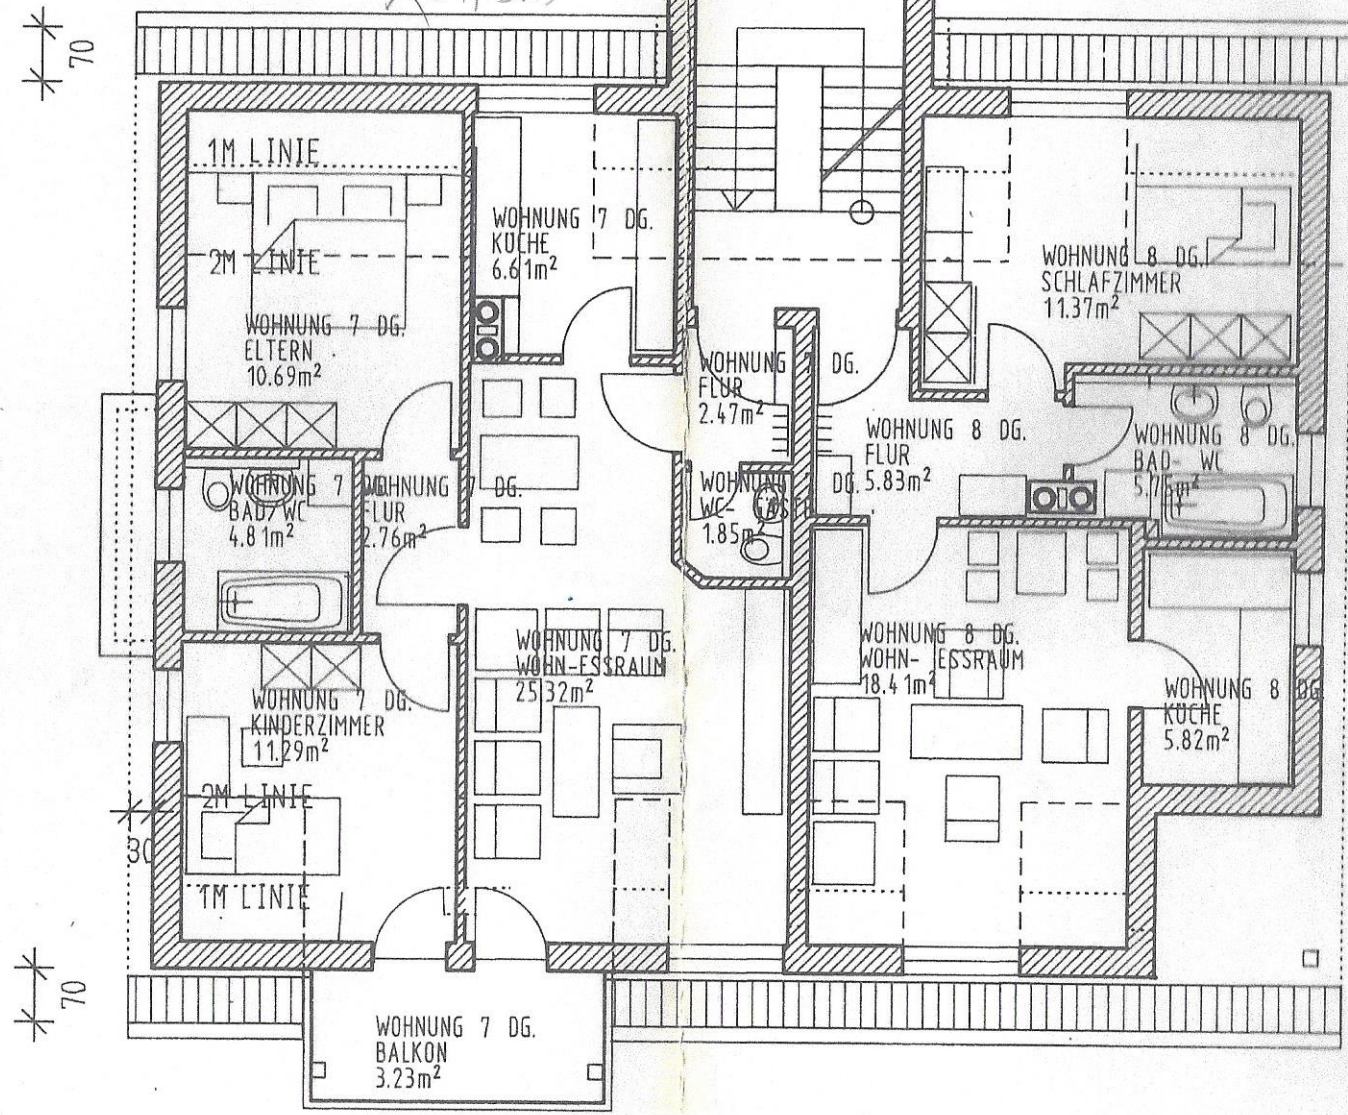 70
1M LINIE
2M LINIE
WOHNUNG 7 DG.
ELTERN
10.69m²
WOHNUNG 7 DG.
KÜCHE
6.61m²
WOHNUNG 7 DG.
FLUR
2.47m²
WOHNUNG 8 DG.
SCHLAFZIMMER
11.37m²
WOHNUNG 7
BAD/WC
4.81m²
WOHNUNG 7 DG.
FLUR
2.76m²
WOHNUNG DG.
WC-
1.85m²
WOHNUNG 8 DG.
FLUR
5.83m²
WOHNUNG 8 DG.
BAD- WC
5.75m²
WOHNUNG 7 DG.
WOHN-ESSRAUM
25.32m²
WOHNUNG 8 DG.
WOHN- ESSRAUM
18.41m²
WOHNUNG 8 DG
KÜCHE
5.82m²
WOHNUNG 7 DG.
KINDERZIMMER
11.29m²
2M LINIE
30
1M LINIE
70
WOHNUNG 7 DG.
BALKON
3.23m²